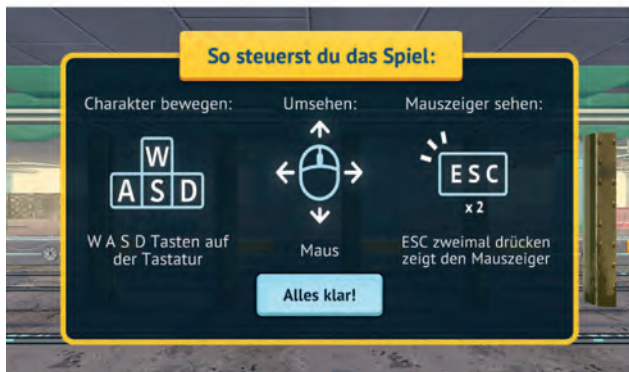 So steuerst du das Spiel:
Charakter bewegen:
W
A S D
W A S D Tasten auf
der Tastatur
Umsehen:
Maus
Mauszeiger sehen:
ESC
x 2
ESC zweimal drücken
zeigt den Mauszeiger
Alles klar!